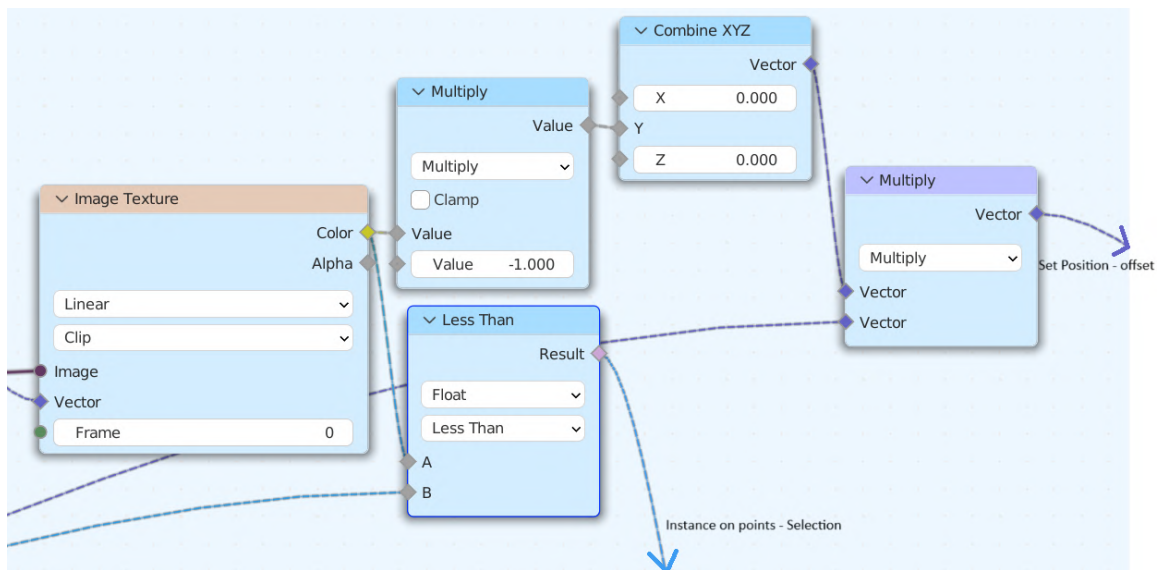 Combine XYZ
Vector
X 0.000
Y
Z 0.000
Multiply
Value
Multiply
Clamp
Value
Value -1.000
Multiply
Vector
Multiply
Vector
Vector
Set Position - offset
Image Texture
Color
Alpha
Linear
Clip
Image
Vector
Frame 0
Less Than
Result
Float
Less Than
A
B
Instance on points - Selection